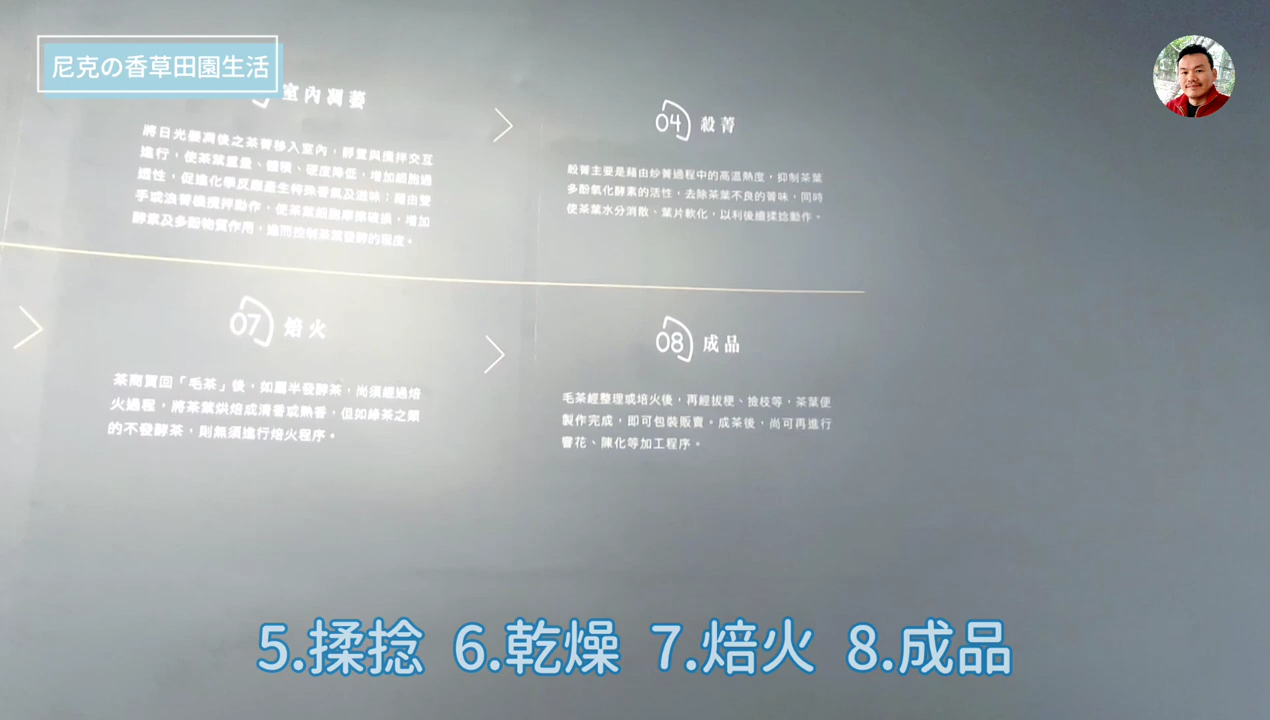 尼克の香草田園生活
室內凋萎
將日光萎凋後之茶菁移入室內，靜置與攪拌交互
進行，使茶葉重量、體積、硬度降低，增加細胞通
透性，促進化學反應產生特殊香氣及滋味；藉由雙
手或浪菁機攪拌動作，使茶葉細胞摩擦破損，增加
酵素及多酚物質作用，進而控制茶葉發酵的程度。
04 殺菁
殺菁主要是藉由炒菁過程中的高溫熱度，抑制茶葉
多酚氧化酵素的活性，去除茶葉不良的菁味，同時
使茶葉水分消散、葉片軟化，以利後續揉捻動作。
07 焙火
茶商買回「毛茶」後，如屬半發酵茶，尚須經過焙
火過程，將茶葉烘焙成清香或熟香，但如綠茶之類
的不發酵茶，則無須進行焙火程序。
08 成品
毛茶經整理或焙火後，再經拔梗、撿枝等，茶葉便
製作完成，即可包裝販賣。成茶後，尚可再進行
窨花、陳化等加工程序。
5.揉捻 6.乾燥 7.焙火 8.成品